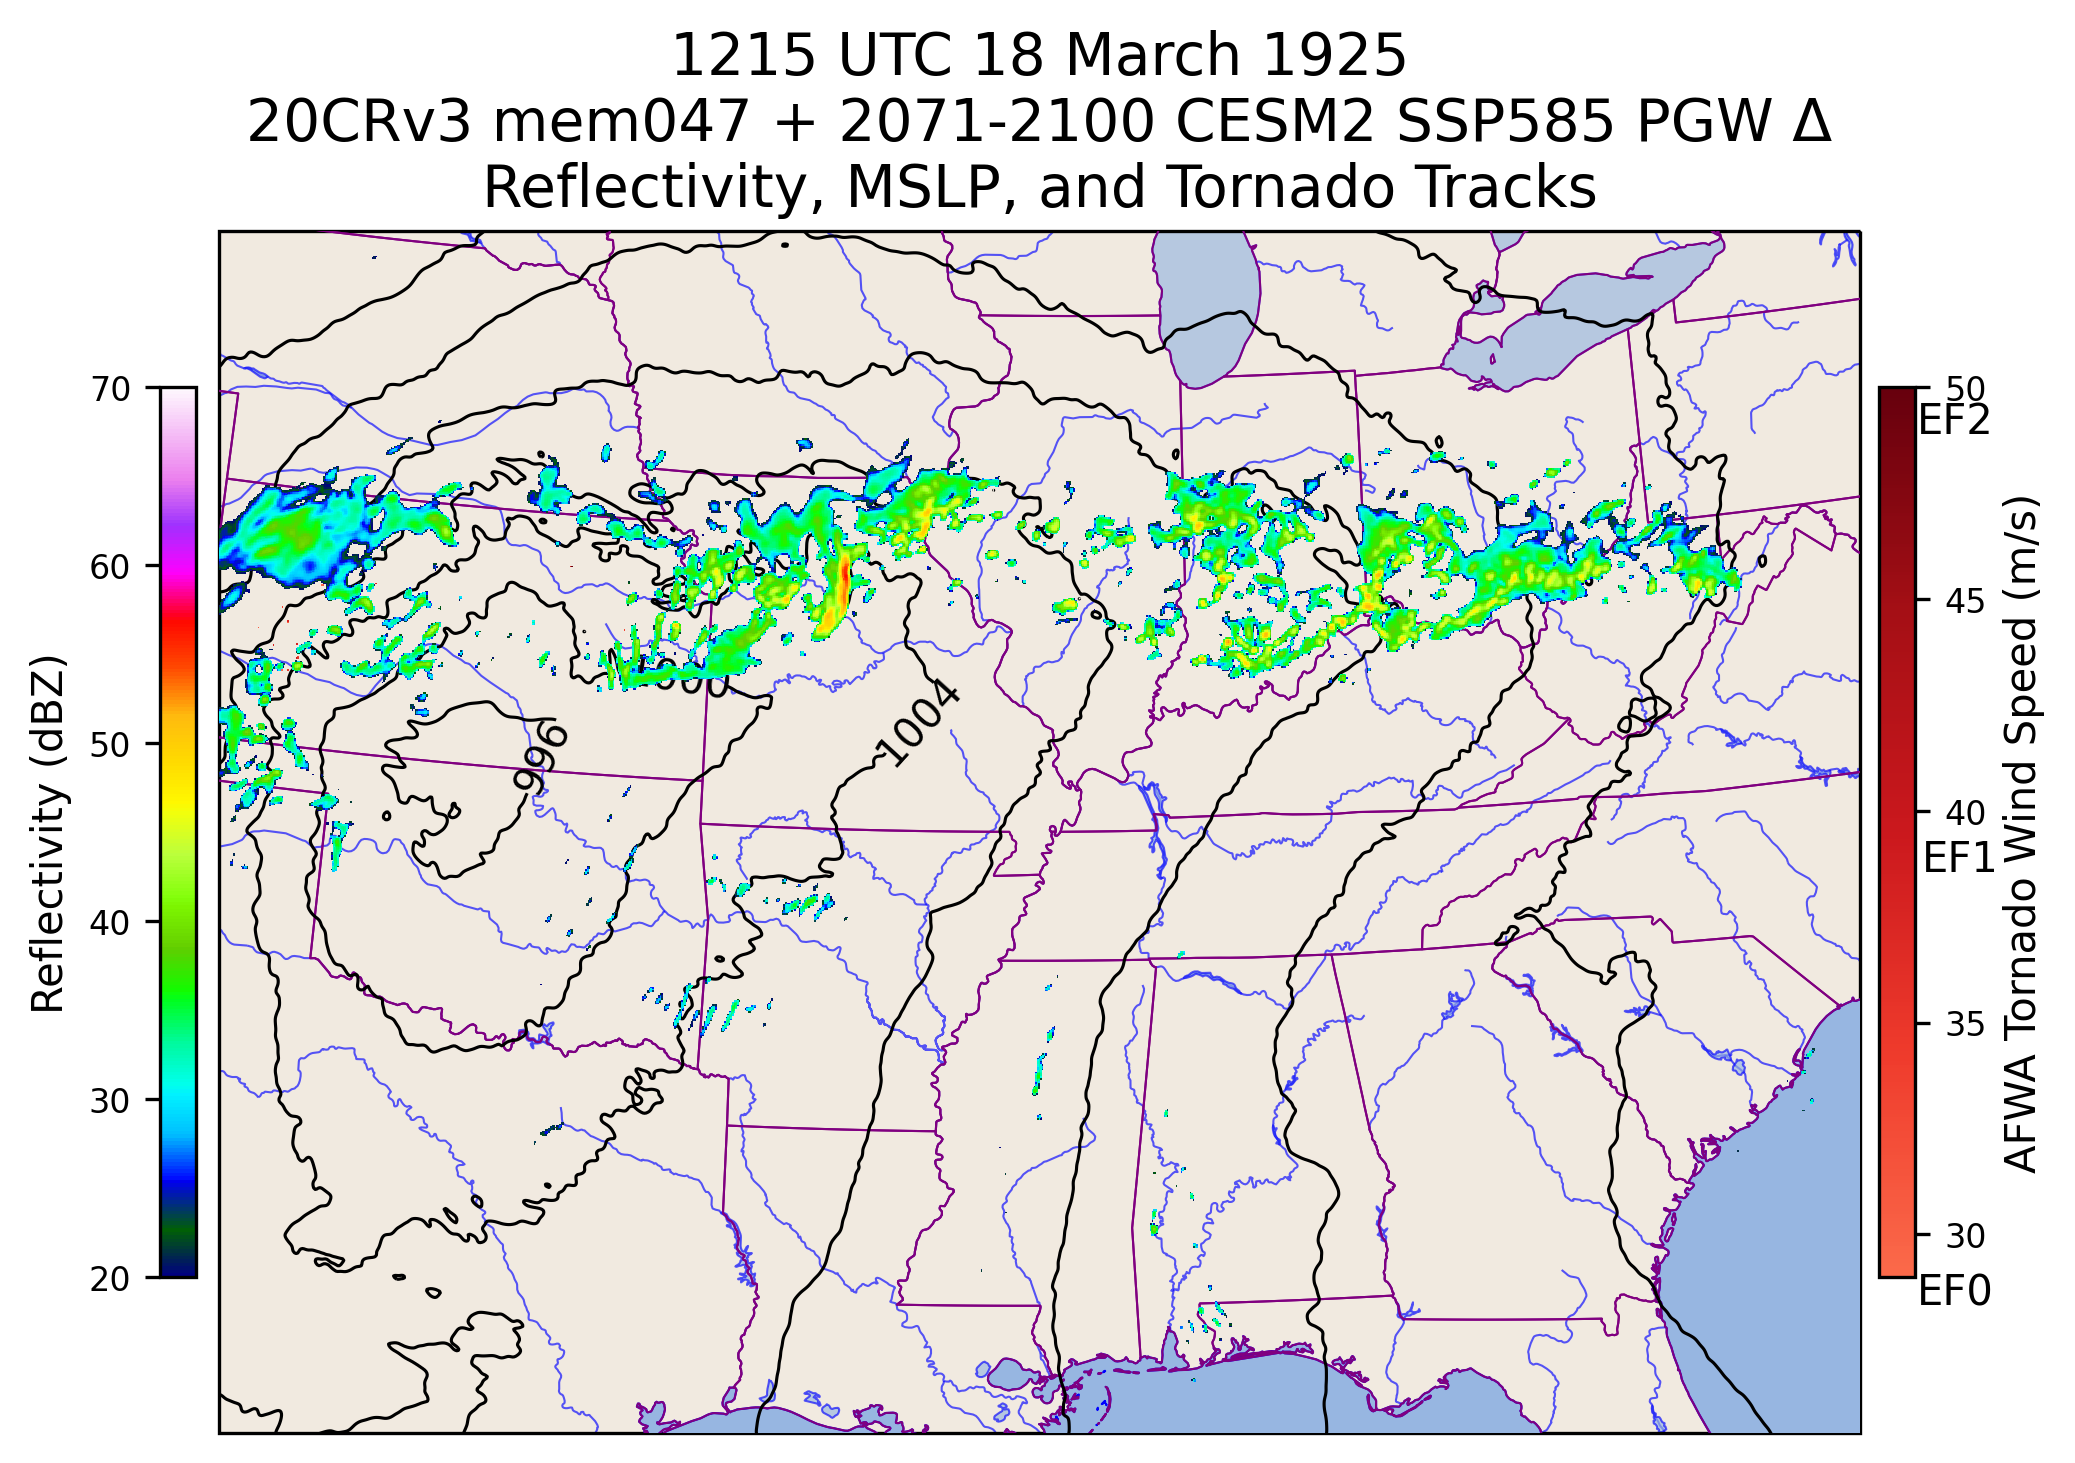 1215 UTC 18 March 1925
20CRv3 mem047 + 2071-2100 CESM2 SSP585 PGW Δ
Reflectivity, MSLP, and Tornado Tracks
Reflectivity (dBZ)
70
60
50
40
30
20
996
1000
1004
50
EF2
45
40
EF1
35
30
EF0
AFWA Tornado Wind Speed (m/s)